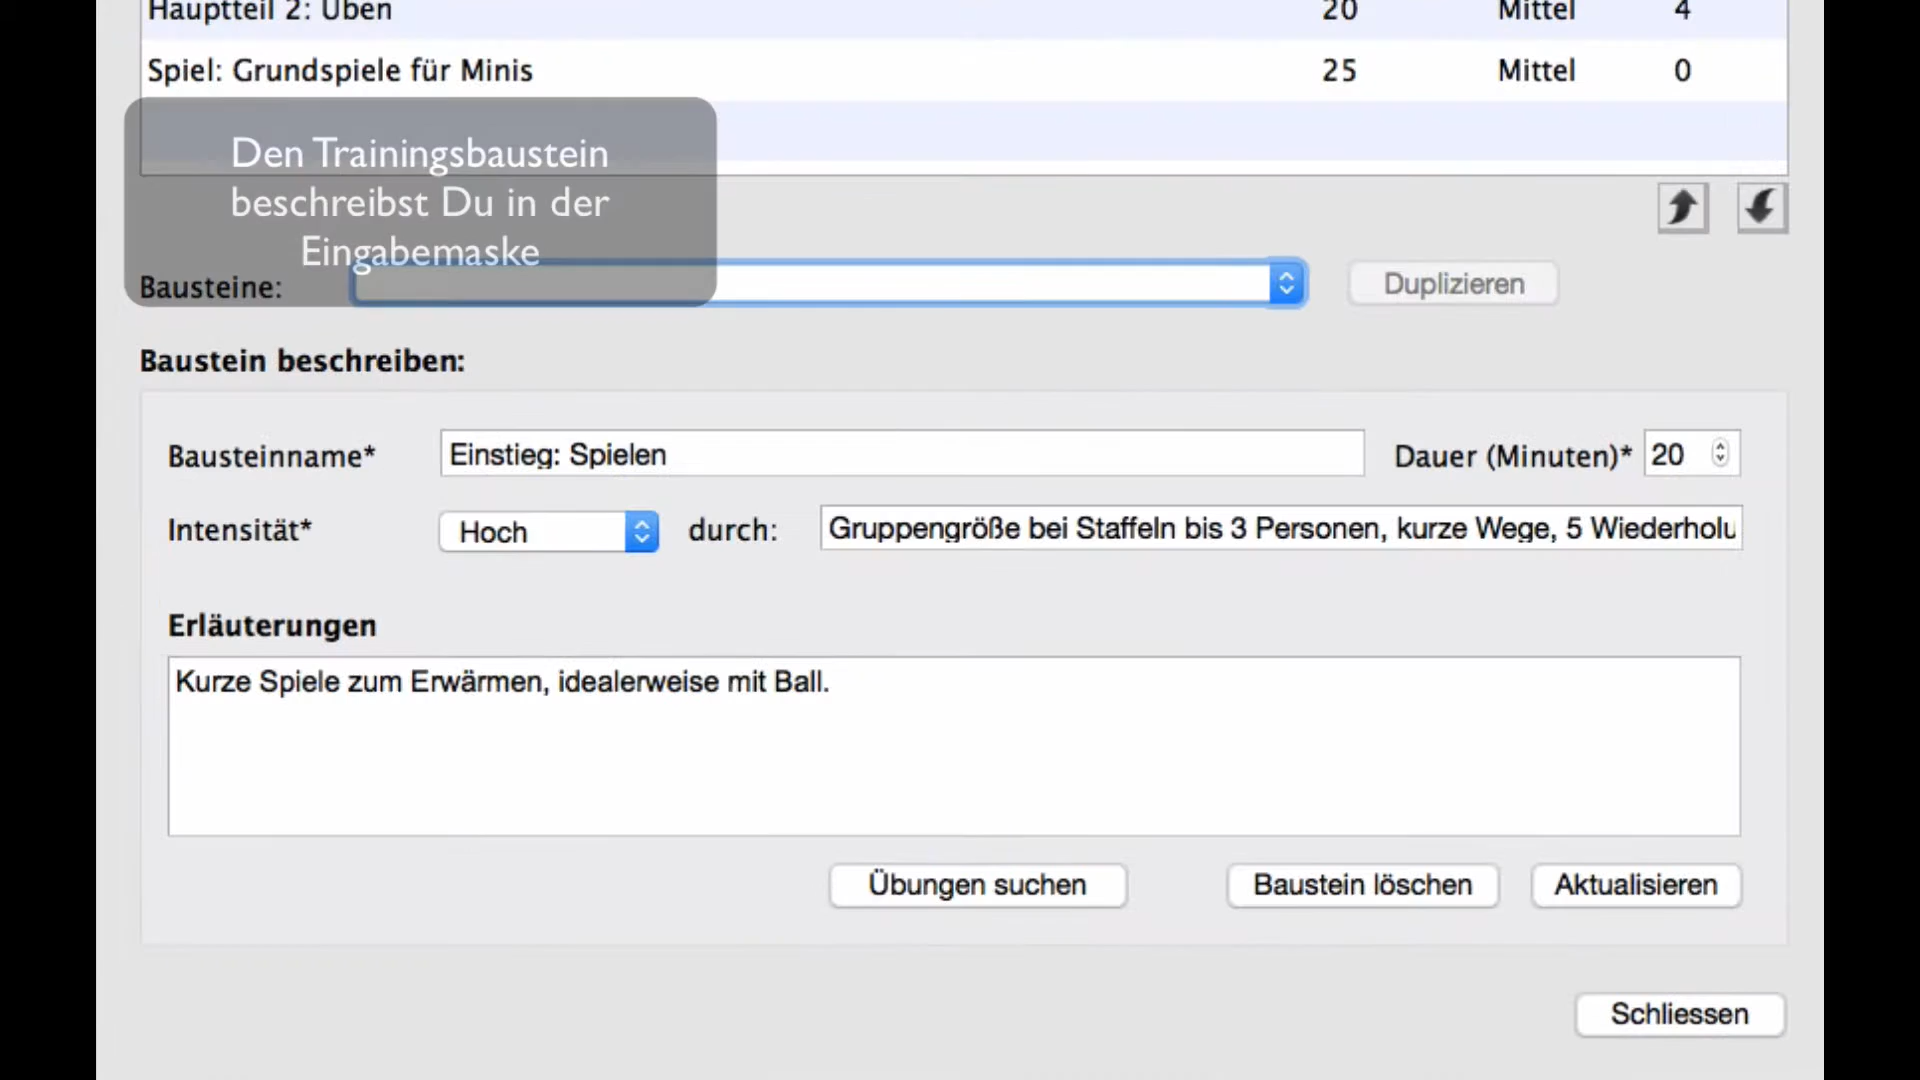 Hauptteil 2: Üben 20 Mittel 4
Spiel: Grundspiele für Minis 25 Mittel 0
Den Trainingsbaustein
beschreibst Du in der
Eingabemaske
Bausteine: Duplizieren
Baustein beschreiben:
Bausteinname* Einstieg: Spielen Dauer (Minuten)* 20
Intensität* Hoch durch: Gruppengröße bei Staffeln bis 3 Personen, kurze Wege, 5 Wiederholu
Erläuterungen
Kurze Spiele zum Erwärmen, idealerweise mit Ball.
Übungen suchen Baustein löschen Aktualisieren
Schliessen